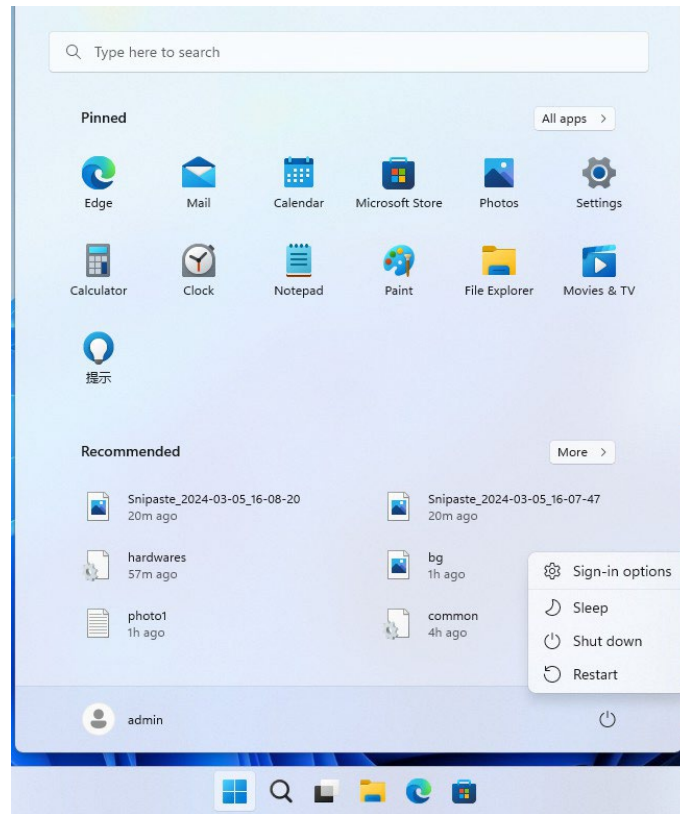 Type here to search
Pinned
All apps
Edge
Mail
Calendar
Microsoft Store
Photos
Settings
Calculator
Clock
Notepad
Paint
File Explorer
Movies & TV
提示
Recommended
More
Snipaste_2024-03-05_16-08-20
20m ago
Snipaste_2024-03-05_16-07-47
20m ago
hardwares
57m ago
bg
1h ago
photo1
1h ago
common
4h ago
Sign-in options
Sleep
Shut down
Restart
admin